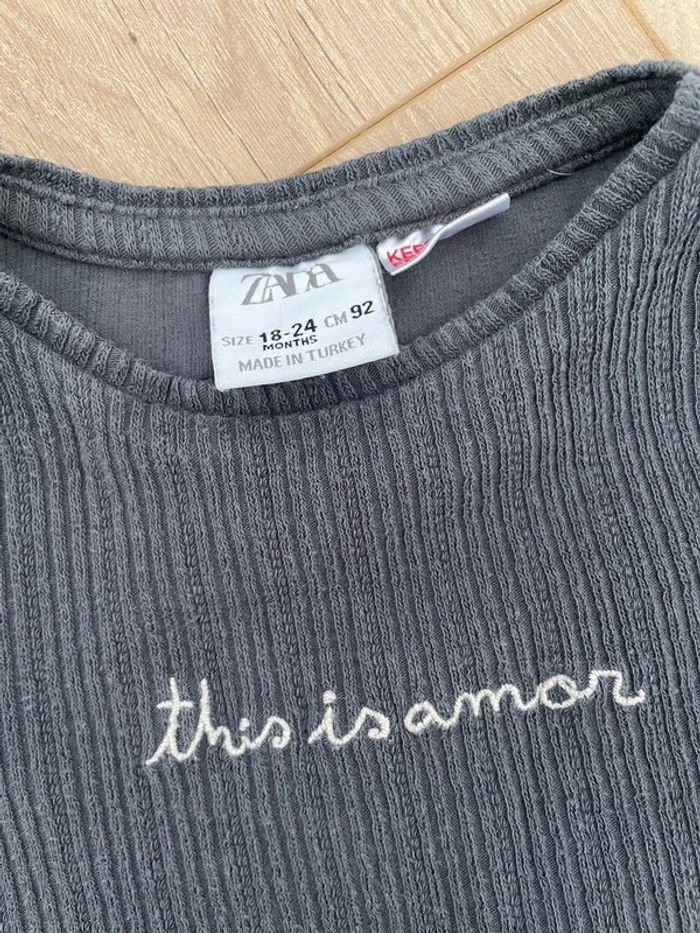 ZARA
SIZE 18-24 CM 92
MONTHS
MADE IN TURKEY
this is amor